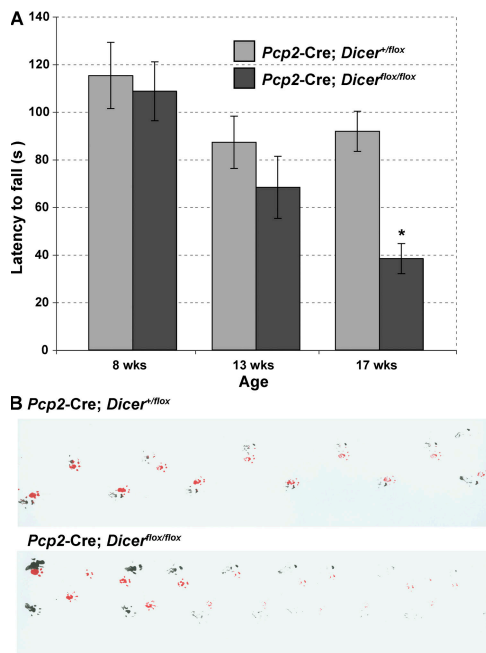 A
140
120
100
80
60
40
20
0
Latency to fall (s )
Pcp2-Cre; Dicer+/flox
Pcp2-Cre; Dicerflox/flox
*
8 wks 13 wks 17 wks
Age
B Pcp2-Cre; Dicer+/flox
Pcp2-Cre; Dicerflox/flox